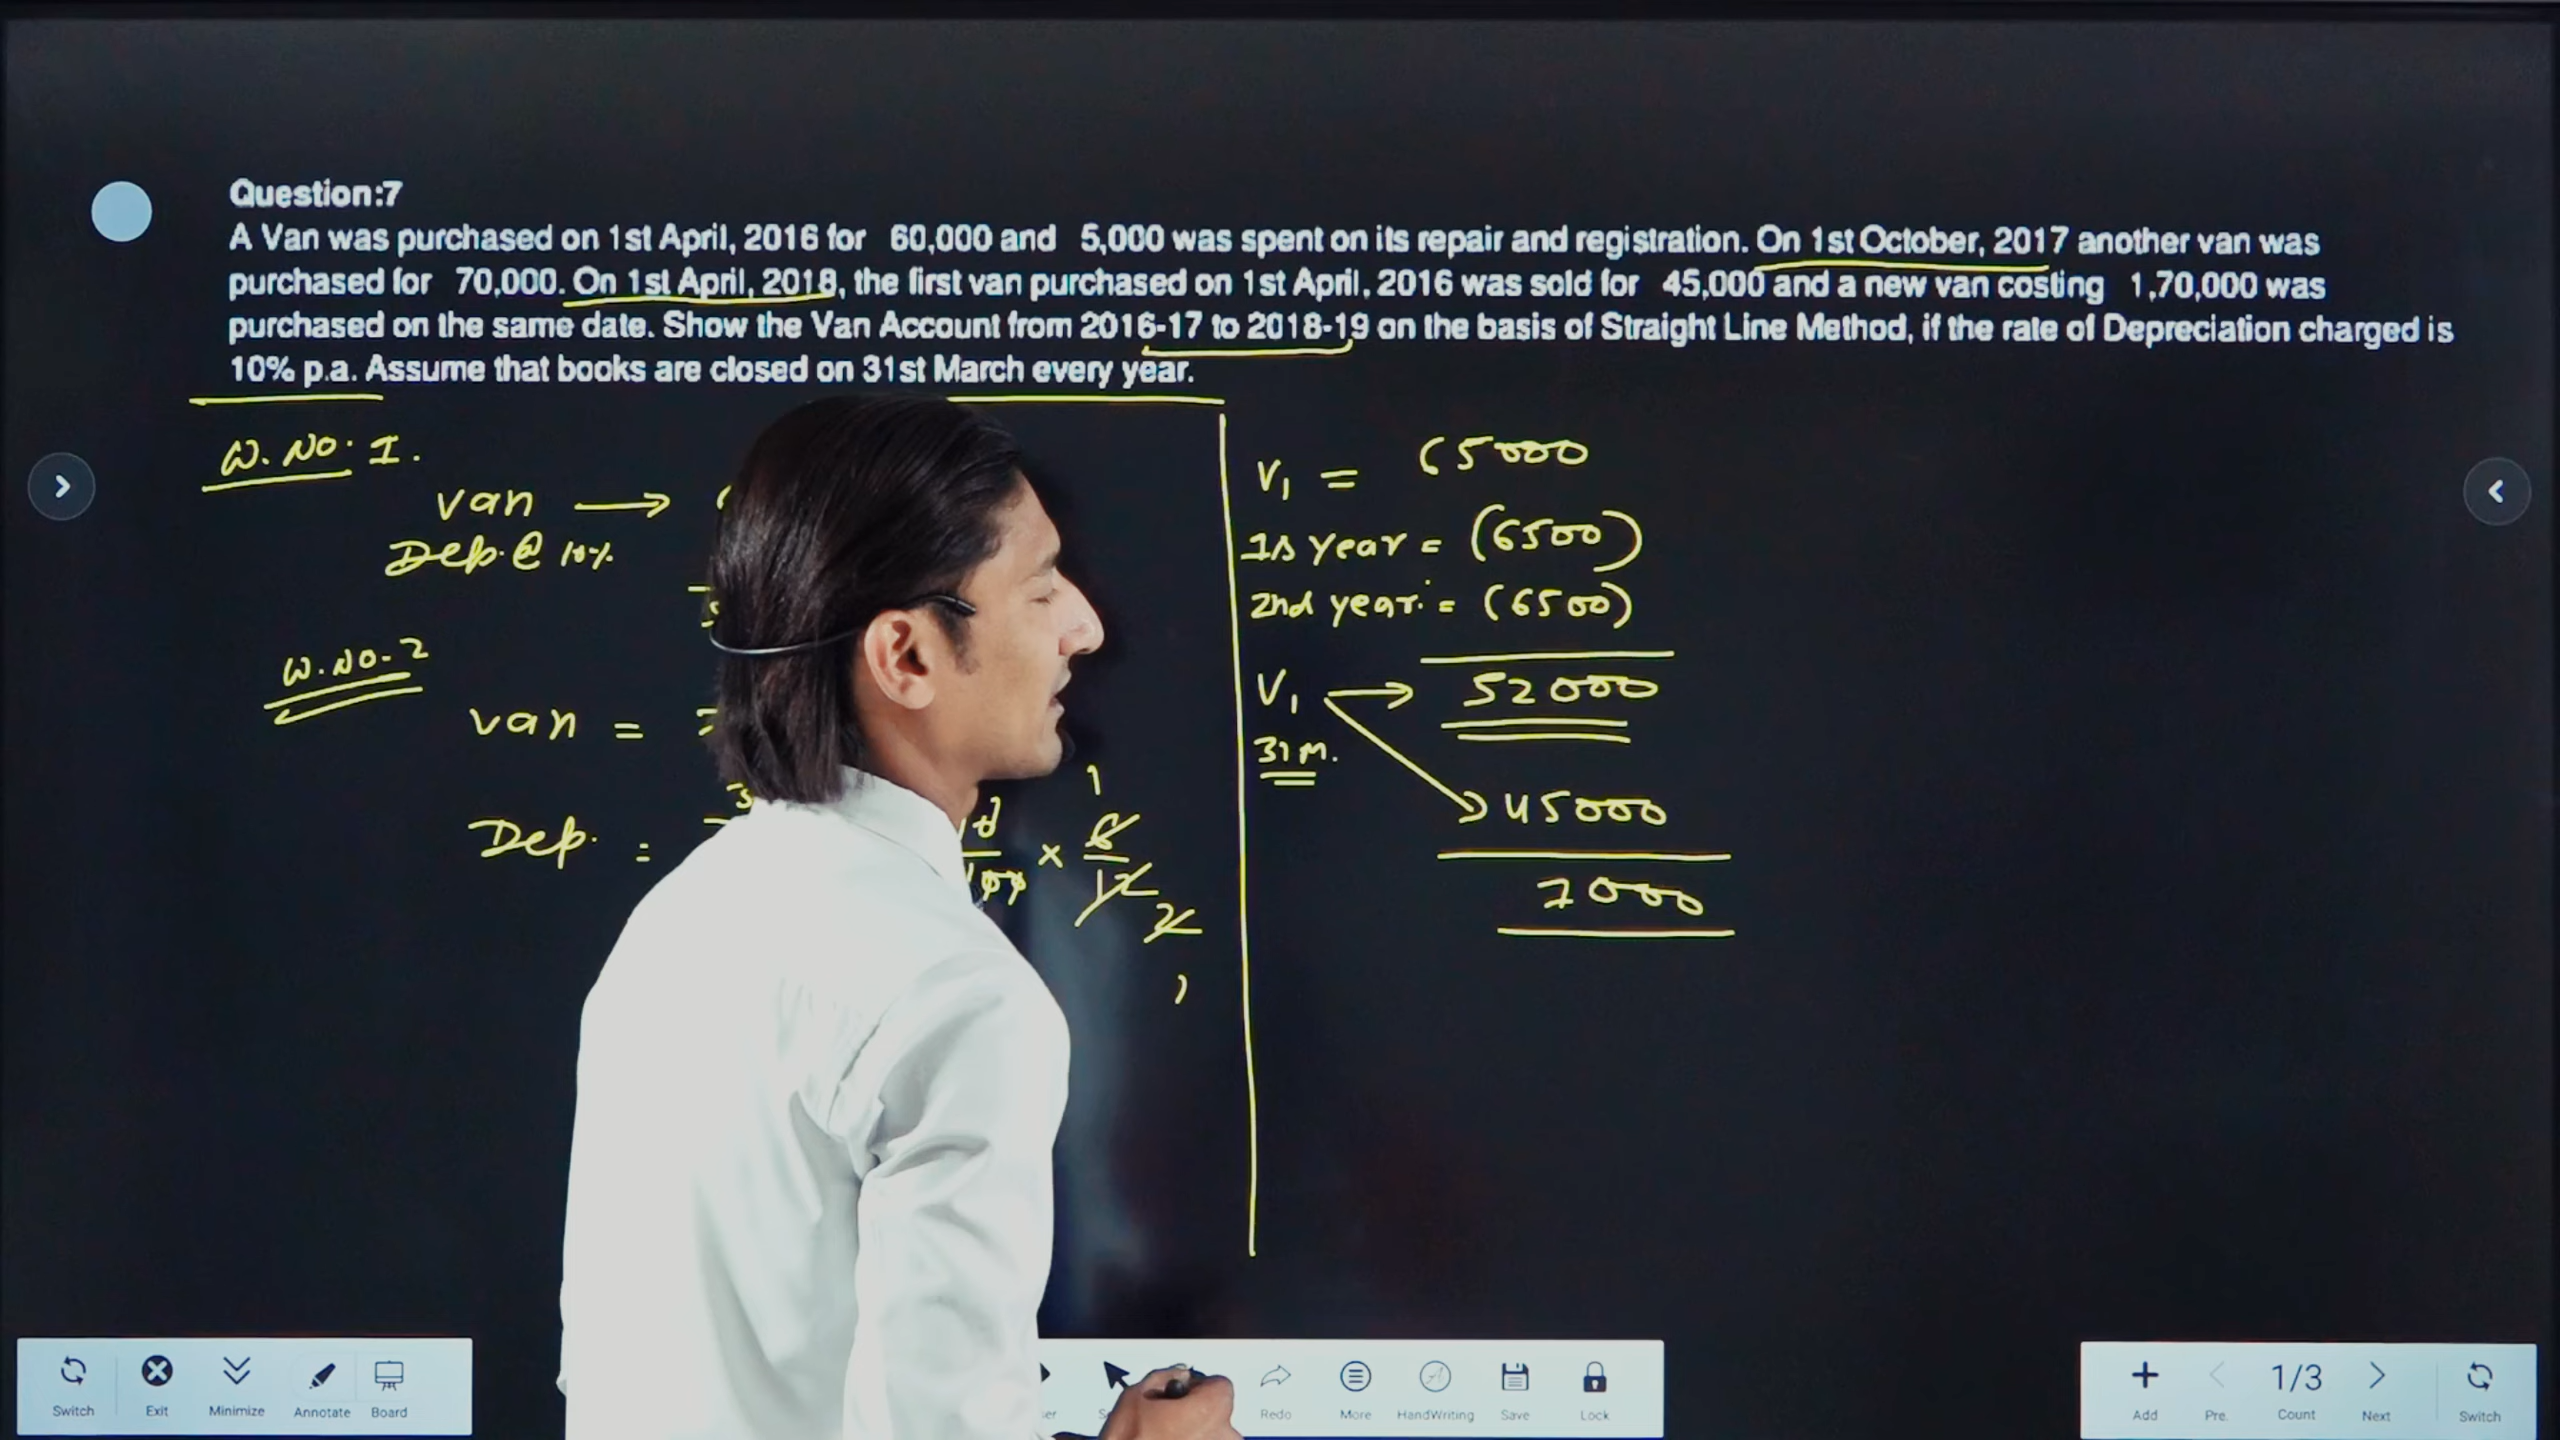 Question:7
A Van was purchased on 1st April, 2016 for 60,000 and 5,000 was spent on its repair and registration. On 1st October, 2017 another van was
purchased for 70,000. On 1st April, 2018, the first van purchased on 1st April, 2016 was sold for 45,000 and a new van costing 1,70,000 was
purchased on the same date. Show the Van Account from 2016-17 to 2018-19 on the basis of Straight Line Method, if the rate of Depreciation charged is
10% p.a. Assume that books are closed on 31st March every year.
W. NO. I.
van →
Dep. @ 10%
W. NO-2
van =
Dep. =
10/100 × 6/12
1
2
V1 = 65000
1s year = (6500)
2nd year. = (6500)
V1 → 52000
31 M.
45000
7000
Switch Exit Minimize Annotate Board
Redo More HandWriting Save Lock
Add Pre. 1/3 Count Next Switch